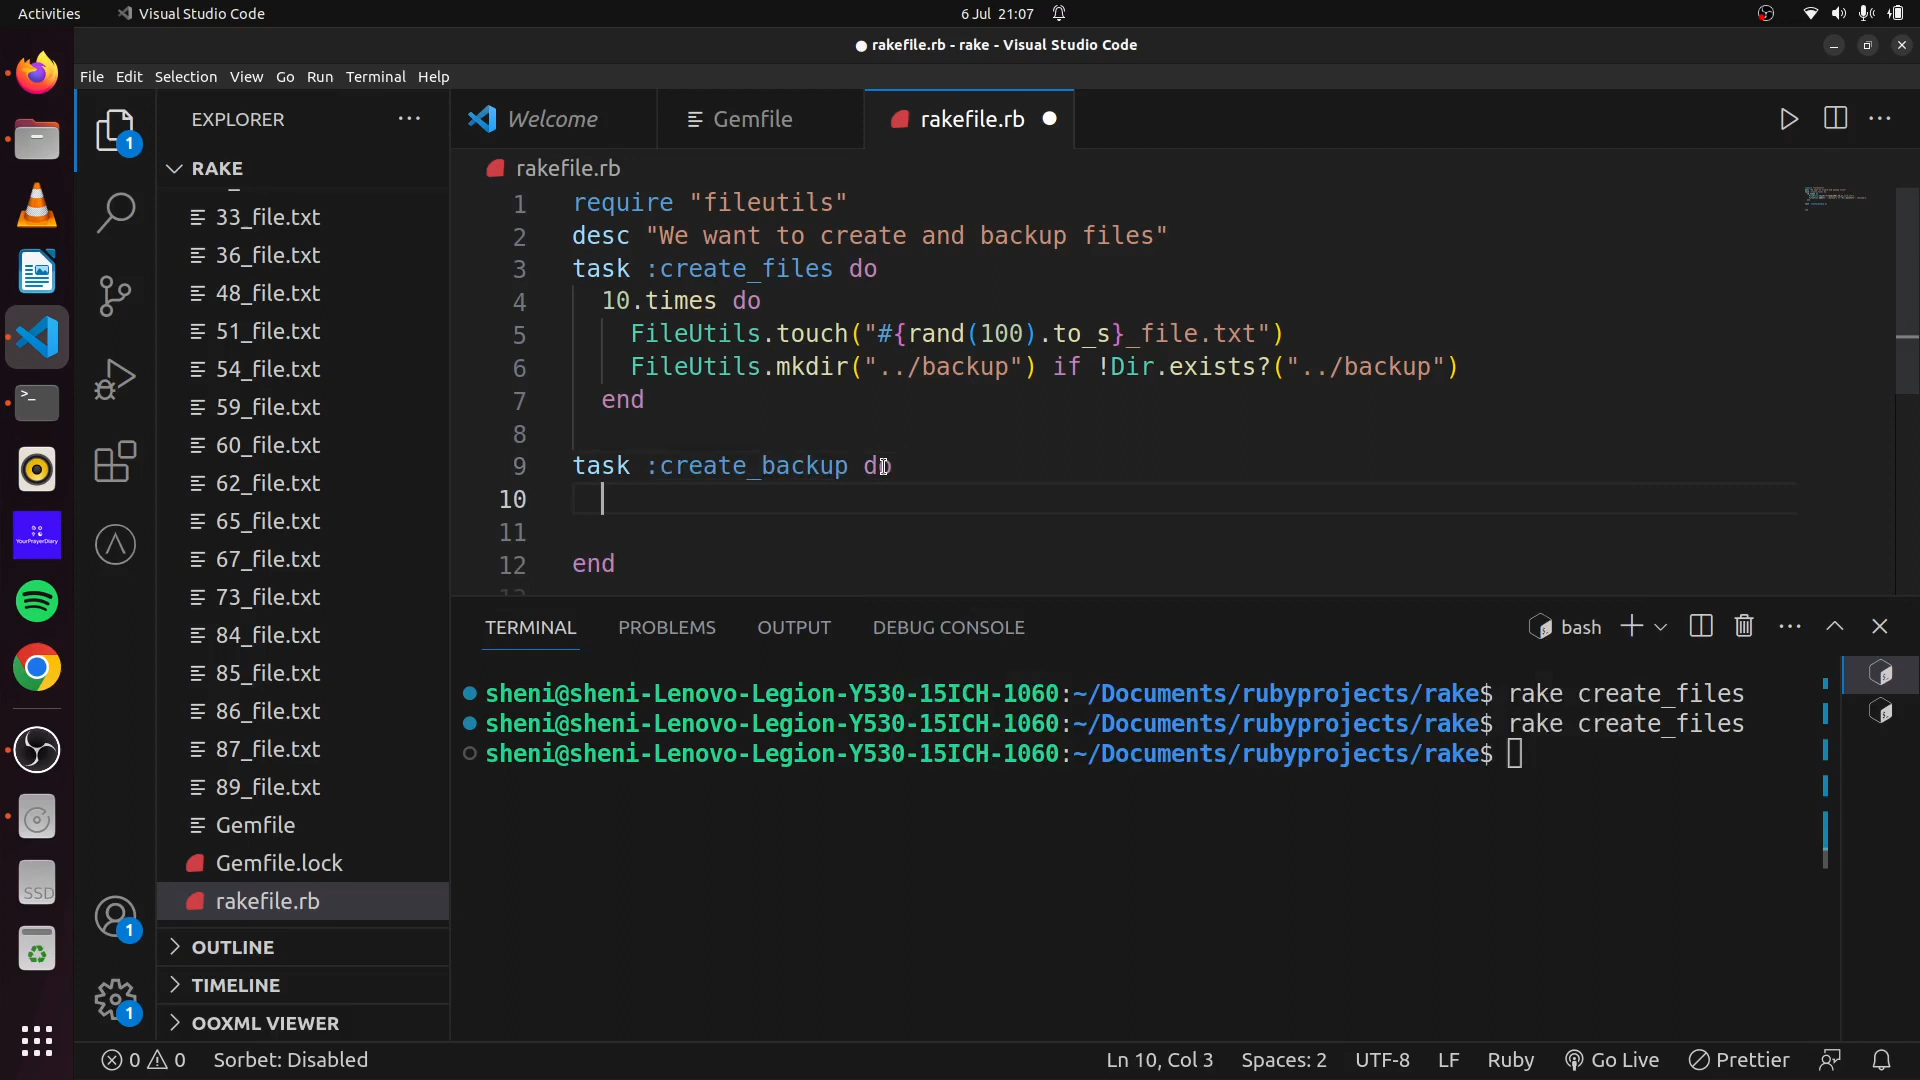 Activities
Visual Studio Code
6 Jul 21:07
rakefile.rb - rake - Visual Studio Code
File Edit Selection View Go Run Terminal Help
EXPLORER
1
RAKE
33_file.txt
36_file.txt
48_file.txt
51_file.txt
54_file.txt
59_file.txt
60_file.txt
62_file.txt
65_file.txt
67_file.txt
73_file.txt
84_file.txt
85_file.txt
86_file.txt
87_file.txt
89_file.txt
Gemfile
Gemfile.lock
rakefile.rb
OUTLINE
TIMELINE
OOXML VIEWER
YourPrayerDiary
SSD
1
1
Welcome
Gemfile
rakefile.rb
rakefile.rb
1 require "fileutils"
2 desc "We want to create and backup files"
3 task :create_files do
4 10.times do
5 FileUtils.touch("#{rand(100).to_s}_file.txt")
6 FileUtils.mkdir("../backup") if !Dir.exists?("../backup")
7 end
8
9 task :create_backup do
10
11
12 end
TERMINAL PROBLEMS OUTPUT DEBUG CONSOLE
bash
sheni@sheni-Lenovo-Legion-Y530-15ICH-1060:~/Documents/rubyprojects/rake$ rake create_files
sheni@sheni-Lenovo-Legion-Y530-15ICH-1060:~/Documents/rubyprojects/rake$ rake create_files
sheni@sheni-Lenovo-Legion-Y530-15ICH-1060:~/Documents/rubyprojects/rake$
0 0 Sorbet: Disabled
Ln 10, Col 3 Spaces: 2 UTF-8 LF Ruby Go Live Prettier